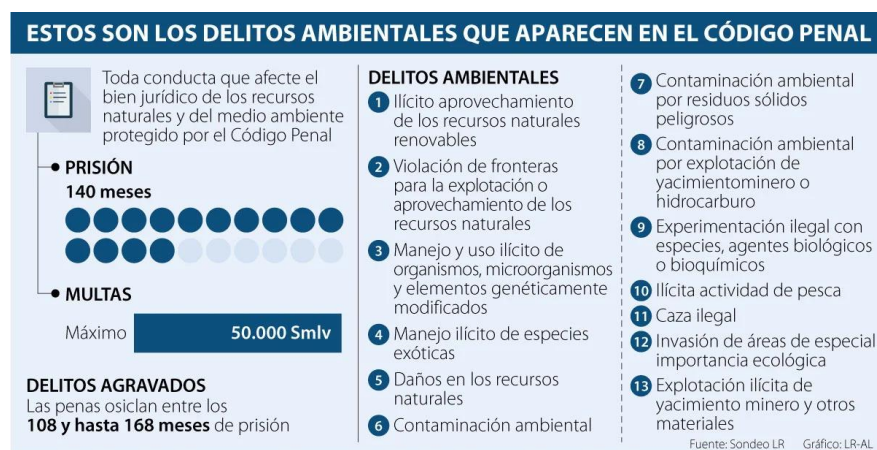 ESTOS SON LOS DELITOS AMBIENTALES QUE APARECEN EN EL CÓDIGO PENAL
Toda conducta que afecte el
bien jurídico de los recursos
naturales y del medio ambiente
protegido por el Código Penal
PRISIÓN
140 meses
MULTAS
Máximo
50.000 Smlv
DELITOS AGRAVADOS
Las penas osiclan entre los
108 y hasta 168 meses de prisión
DELITOS AMBIENTALES
1 Ilícito aprovechamiento
de los recursos naturales
renovables
2 Violación de fronteras
para la explotación o
aprovechamiento de los
recursos naturales
3 Manejo y uso ilícito de
organismos, microorganismos
y elementos genéticamente
modificados
4 Manejo ilícito de especies
exóticas
5 Daños en los recursos
naturales
6 Contaminación ambiental
7 Contaminación ambiental
por residuos sólidos
peligrosos
8 Contaminación ambiental
por explotación de
yacimientominero o
hidrocarburo
9 Experimentación ilegal con
especies, agentes biológicos
o bioquímicos
10 Ilícita actividad de pesca
11 Caza ilegal
12 Invasión de áreas de especial
importancia ecológica
13 Explotación ilícita de
yacimiento minero y otros
materiales
Fuente: Sondeo LR Gráfico: LR-AL